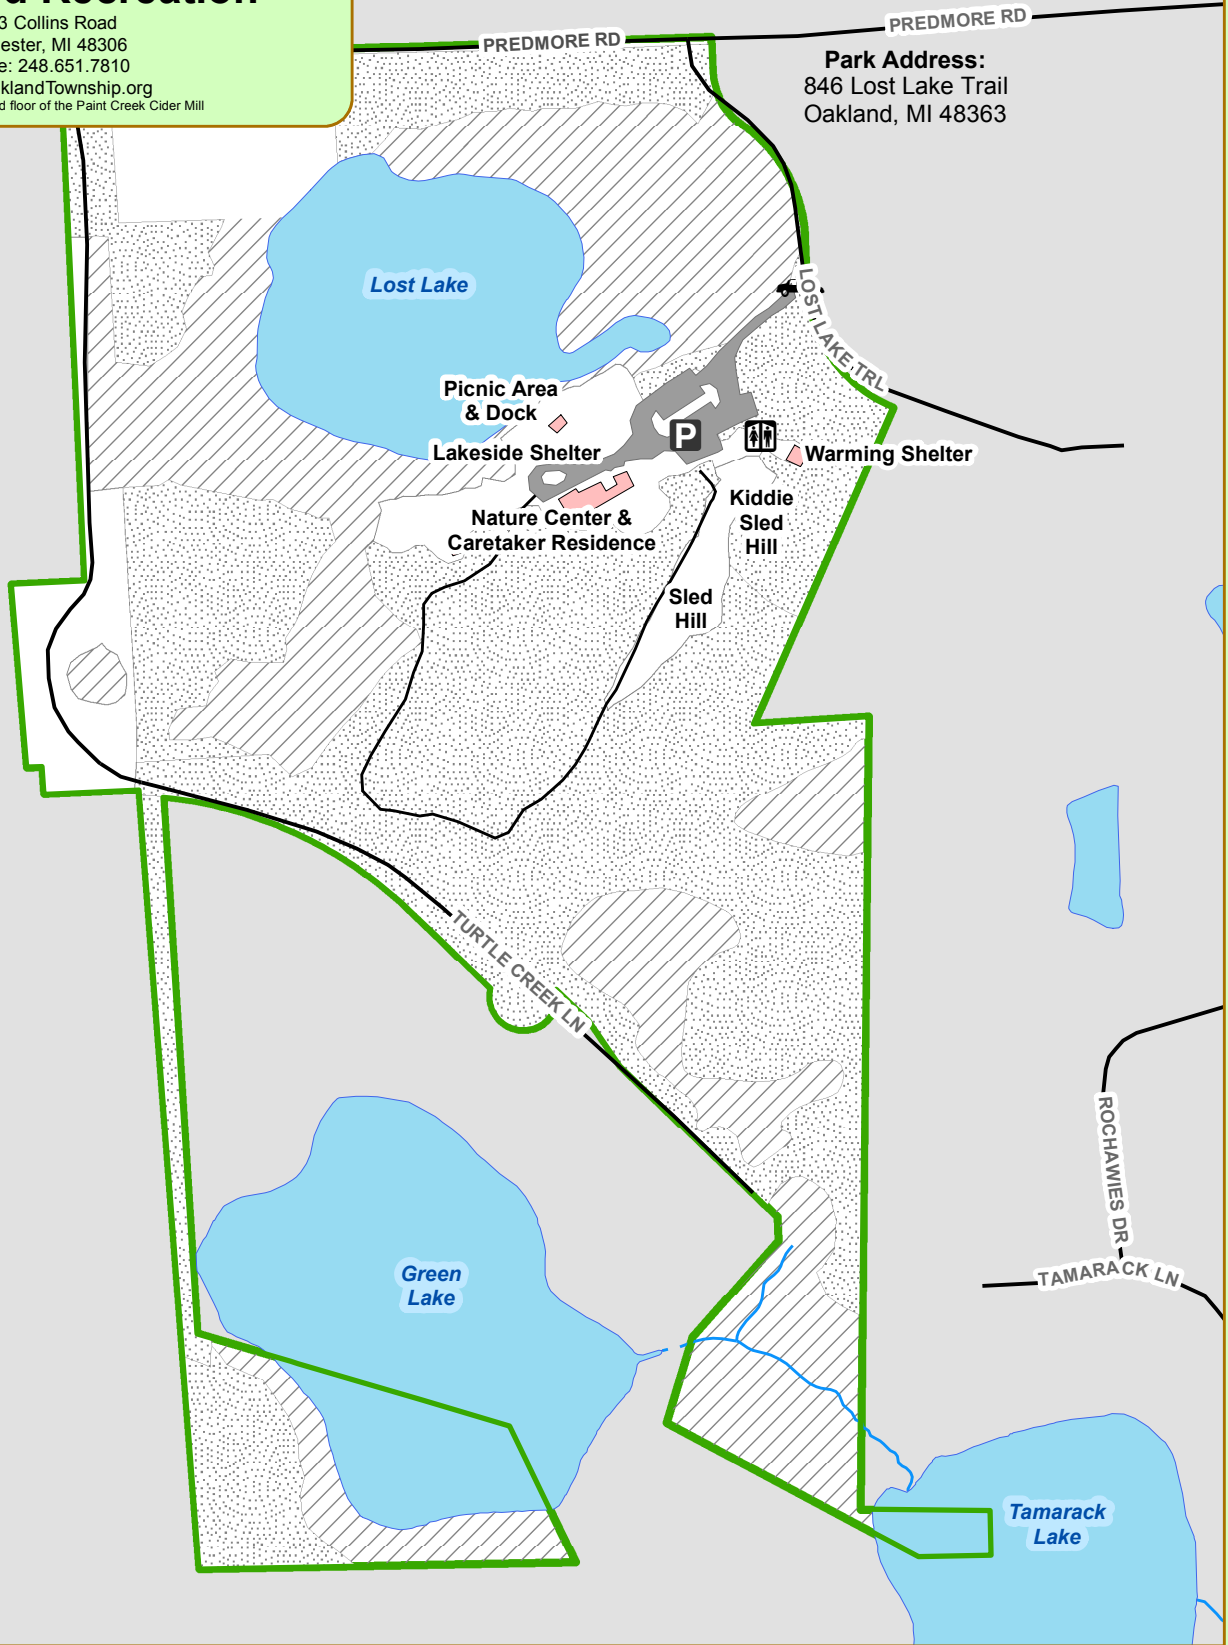 d Recreation
3 Collins Road
ester, MI 48306
e: 248.651.7810
klandTownship.org
d floor of the Paint Creek Cider Mill
PREDMORE RD
PREDMORE RD
Park Address:
846 Lost Lake Trail
Oakland, MI 48363
Lost Lake
LOST LAKE TRL
Picnic Area
& Dock
P
Lakeside Shelter
Warming Shelter
Nature Center &
Caretaker Residence
Kiddie
Sled
Hill
Sled
Hill
TURTLE CREEK LN
ROCHAWIES DR
TAMARACK LN
Green
Lake
Tamarack
Lake